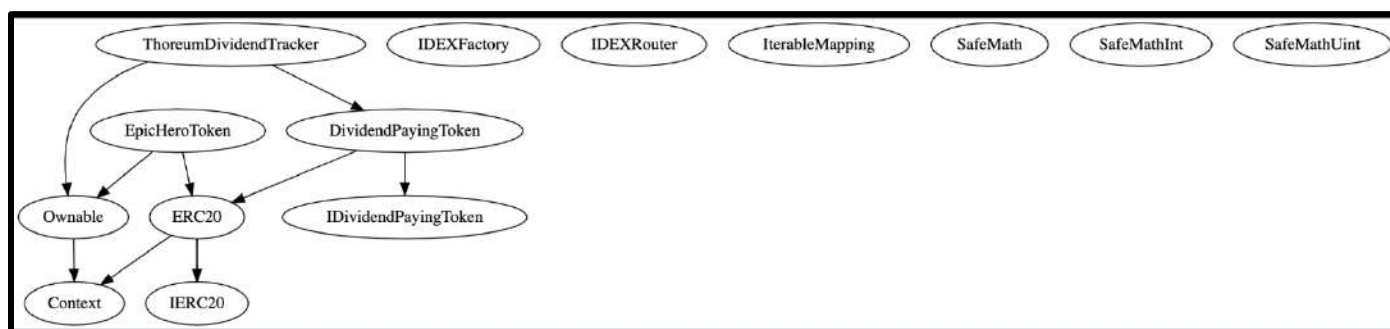 ThoreumDividendTracker
IDEXFactory
IDEXRouter
IterableMapping
SafeMath
SafeMathInt
SafeMathUint
EpicHeroToken
DividendPayingToken
Ownable
ERC20
IDividendPayingToken
Context
IERC20